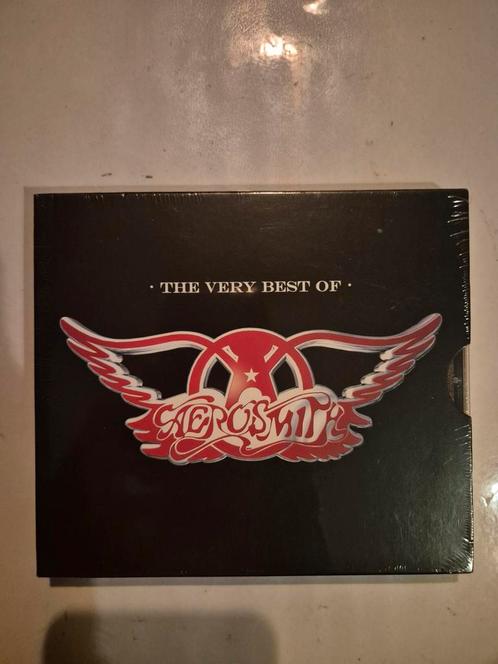 · THE VERY BEST OF ·
AEROSMITH